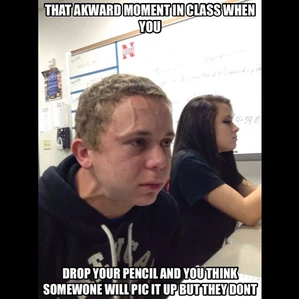 THAT AKWARD MOMENT IN CLASS WHEN
YOU
N
DROP YOUR PENCIL AND YOU THINK
SOMEWONE WILL PIC IT UP BUT THEY DONT